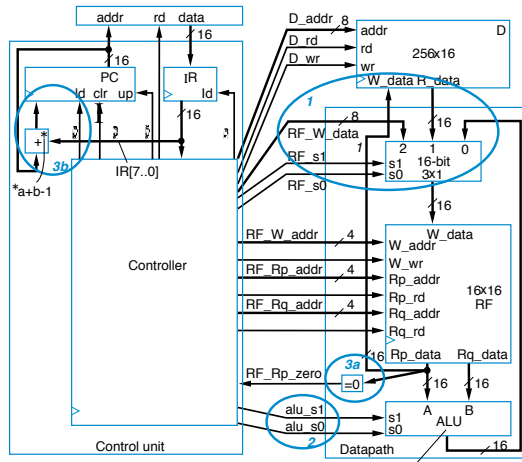 addr rd data
16 16
PC IR
ld clr up ld
16
+ *
3b
IR[7..0]
*a+b-1
Controller
Control unit
D_addr 8
D_rd
D_wr
addr D
rd 256x16
wr
W_data R_data
1 8 16
RF_W_data
1 2 1 0
RF_s1 s1 16-bit
RF_s0 s0 3x1
16
W_data
RF_W_addr 4 W_addr
W_wr
RF_Rp_addr 4 Rp_addr
Rp_rd 16x16
RF_Rq_addr 4 Rq_addr RF
Rq_rd
16 Rp_data Rq_data
3a
RF_Rp_zero =0
16 16
A B
alu_s1 s1
alu_s0 s0 ALU
2 16
Datapath